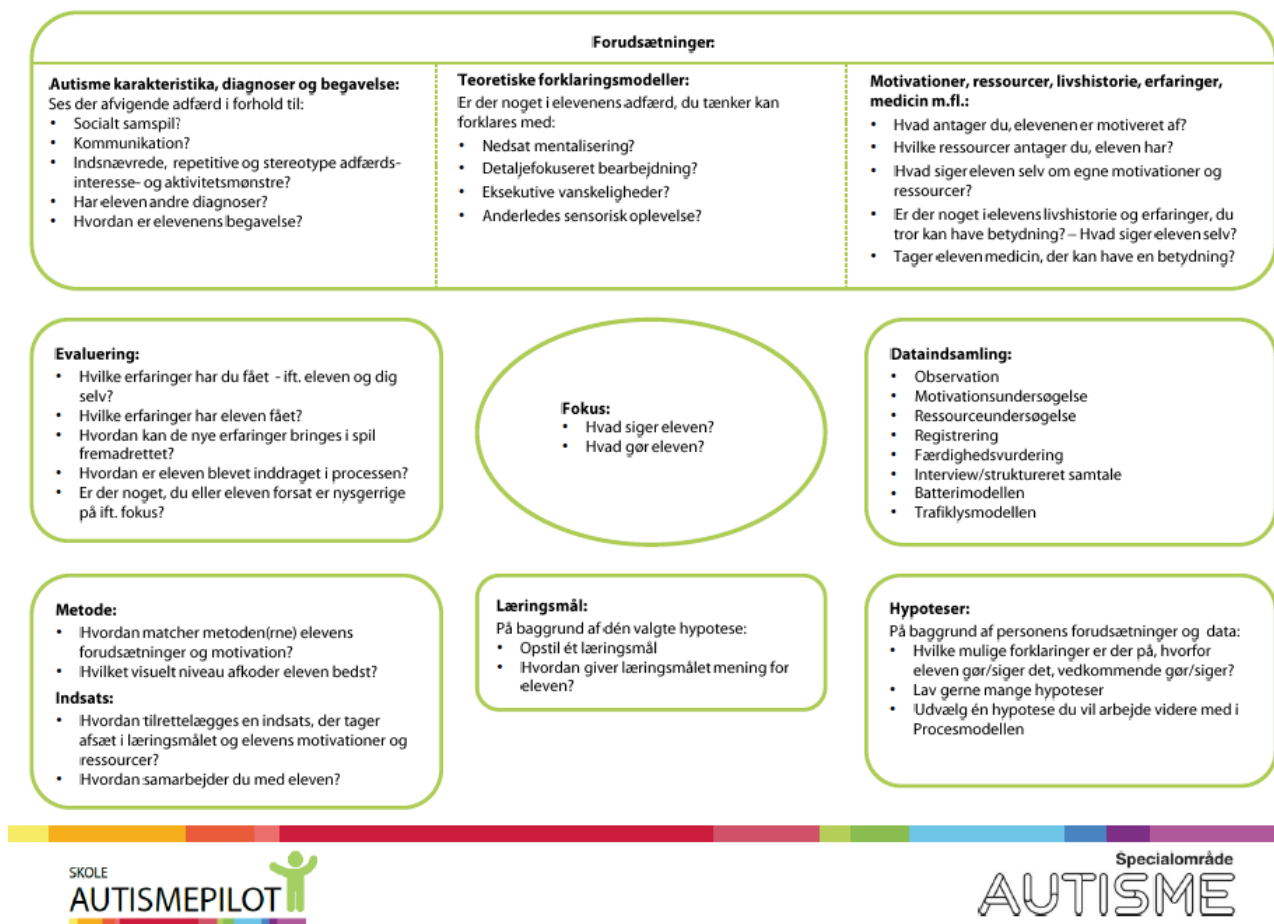 Forudsætninger:
Autisme karakteristika, diagnoser og begavelse:
Ses der afvigende adfærd i forhold til:
• Socialt samspil?
• Kommunikation?
• Indsnævrede, repetitive og stereotype adfærds-
interesse- og aktivitetsmønstre?
• Har eleven andre diagnoser?
• Hvordan er elevenens begavelse?
Teoretiske forklaringsmodeller:
Er der noget i elevenens adfærd, du tænker kan
forklares med:
• Nedsat mentalisering?
• Detaljefokuseret bearbejdning?
• Eksekutive vanskeligheder?
• Anderledes sensorisk oplevelse?
Motivationer, ressourcer, livshistorie, erfaringer,
medicin m.fl.:
• Hvad antager du, elevenen er motiveret af?
• Hvilke ressourcer antager du, eleven har?
• Hvad siger eleven selv om egne motivationer og
ressourcer?
• Er der noget i elevens livshistorie og erfaringer, du
tror kan have betydning? – Hvad siger eleven selv?
• Tager eleven medicin, der kan have en betydning?
Evaluering:
• Hvilke erfaringer har du fået - ift. eleven og dig
selv?
• Hvilke erfaringer har eleven fået?
• Hvordan kan de nye erfaringer bringes i spil
fremadrettet?
• Hvordan er eleven blevet inddraget i processen?
• Er der noget, du eller eleven forsat er nysgerrige
på ift. fokus?
Fokus:
• Hvad siger eleven?
• Hvad gør eleven?
Dataindsamling:
• Observation
• Motivationsundersøgelse
• Ressourceundersøgelse
• Registrering
• Færdighedsvurdering
• Interview/struktureret samtale
• Batterimodellen
• Trafiklysmodellen
Metode:
• Hvordan matcher metoden(rne) elevens
forudsætninger og motivation?
• Hvilket visuelt niveau afkoder eleven bedst?
Indsats:
• Hvordan tilrettelægges en indsats, der tager
afsæt i læringsmålet og elevens motivationer og
ressourcer?
• Hvordan samarbejder du med eleven?
Læringsmål:
På baggrund af dén valgte hypotese:
• Opstil ét læringsmål
• Hvordan giver læringsmålet mening for
eleven?
Hypoteser:
På baggrund af personens forudsætninger og data:
• Hvilke mulige forklaringer er der på, hvorfor
eleven gør/siger det, vedkommende gør/siger?
• Lav gerne mange hypoteser
• Udvælg én hypotese du vil arbejde videre med i
Procesmodellen
SKOLE
AUTISMEPILOT
Specialområde
AUTISME